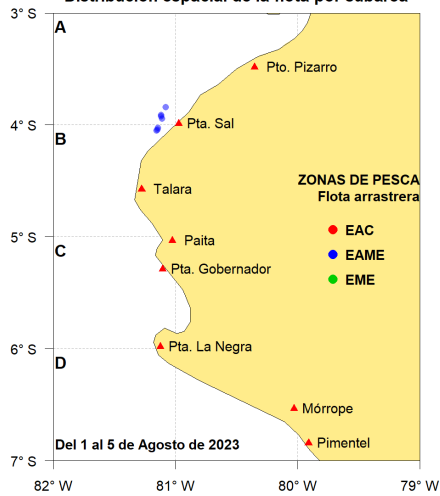 Distribución espacial de la flota por subárea
3° S
A
Pto. Pizarro
4° S
Pta. Sal
B
ZONAS DE PESCA
Talara
Flota arrastrera
EAC
5° S
Paita
C
EAME
Pta. Gobernador
EME
6° S
Pta. La Negra
D
Mórrope
Del 1 al 5 de Agosto de 2023
Pimentel
7° S
82° W
81° W
80° W
79° W